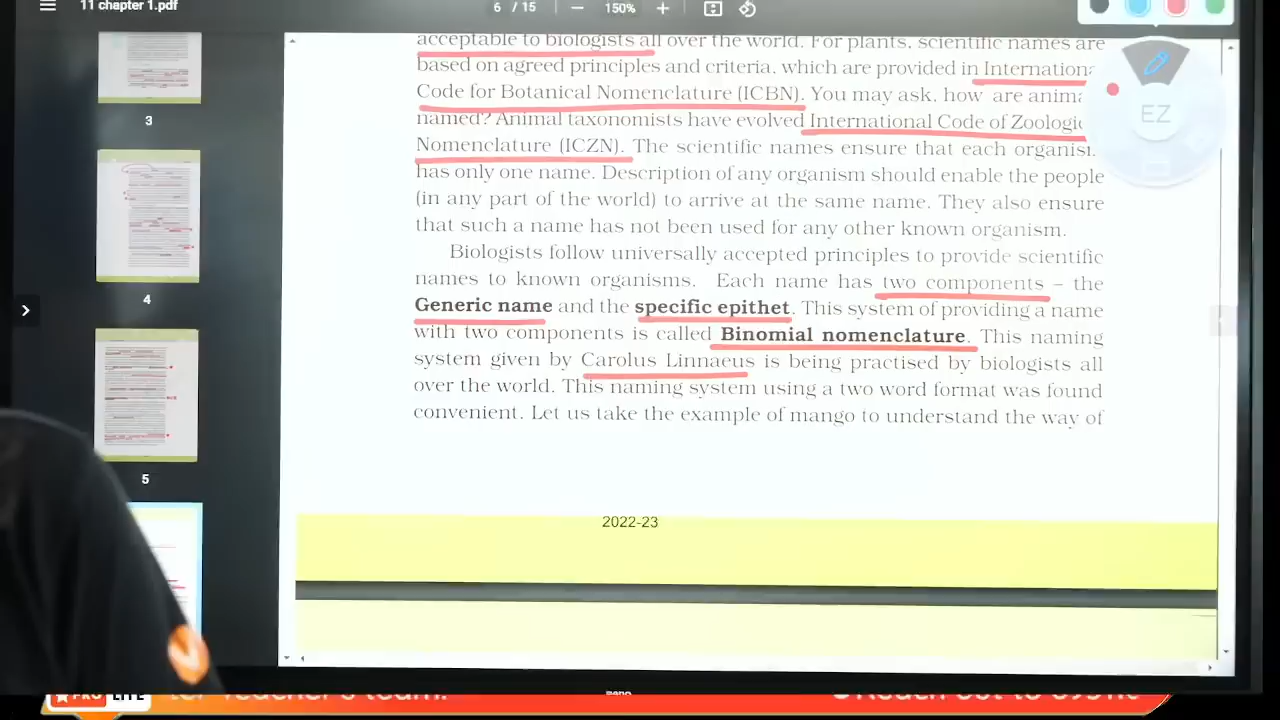 11 chapter 1.pdf
6 / 15
150%
3
4
5
acceptable to biologists all over the world. For plants, scientific names are
based on agreed principles and criteria, which are provided in Internationa
Code for Botanical Nomenclature (ICBN). You may ask, how are anima
named? Animal taxonomists have evolved International Code of Zoologic
Nomenclature (ICZN). The scientific names ensure that each organism
has only one name. Description of any organism should enable the people
(in any part of the world) to arrive at the same name. They also ensure
such a name has not been used for any other known organism.
Biologists follow universally accepted principles to provide scientific
names to known organisms. Each name has two components – the
Generic name and the specific epithet. This system of providing a name
with two components is called Binomial nomenclature. This naming
system given by Carolus Linnaeus is being practised by biologists all
over the world. This naming system using a two word format was found
convenient. Let us take the example of mango to understand the way of
EZ
2022-23
PRO LITE
benq